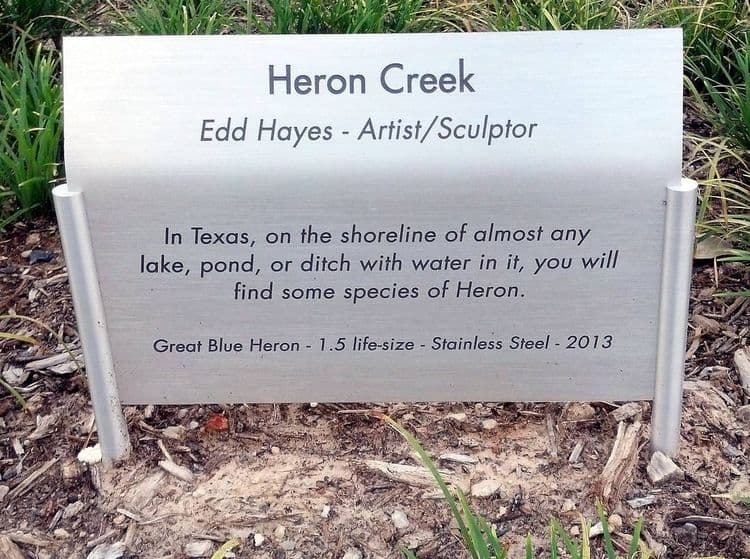 Heron Creek
Edd Hayes - Artist/Sculptor
In Texas, on the shoreline of almost any
lake, pond, or ditch with water in it, you will
find some species of Heron.
Great Blue Heron - 1.5 life-size - Stainless Steel - 2013